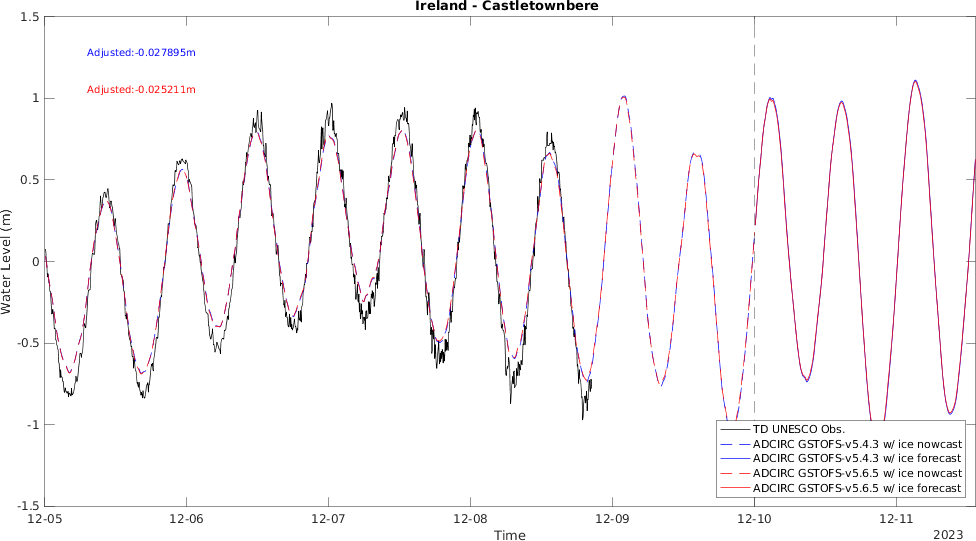 Ireland - Castletownbere
1.5
Adjusted:-0.027895m
Adjusted:-0.025211m
1
0.5
0
-0.5
-1
-1.5
Water Level (m)
TD UNESCO Obs.
ADCIRC GSTOFS-v5.4.3 w/ ice nowcast
ADCIRC GSTOFS-v5.4.3 w/ ice forecast
ADCIRC GSTOFS-v5.6.5 w/ ice nowcast
ADCIRC GSTOFS-v5.6.5 w/ ice forecast
12-05 12-06 12-07 12-08 12-09 12-10 12-11
Time
2023